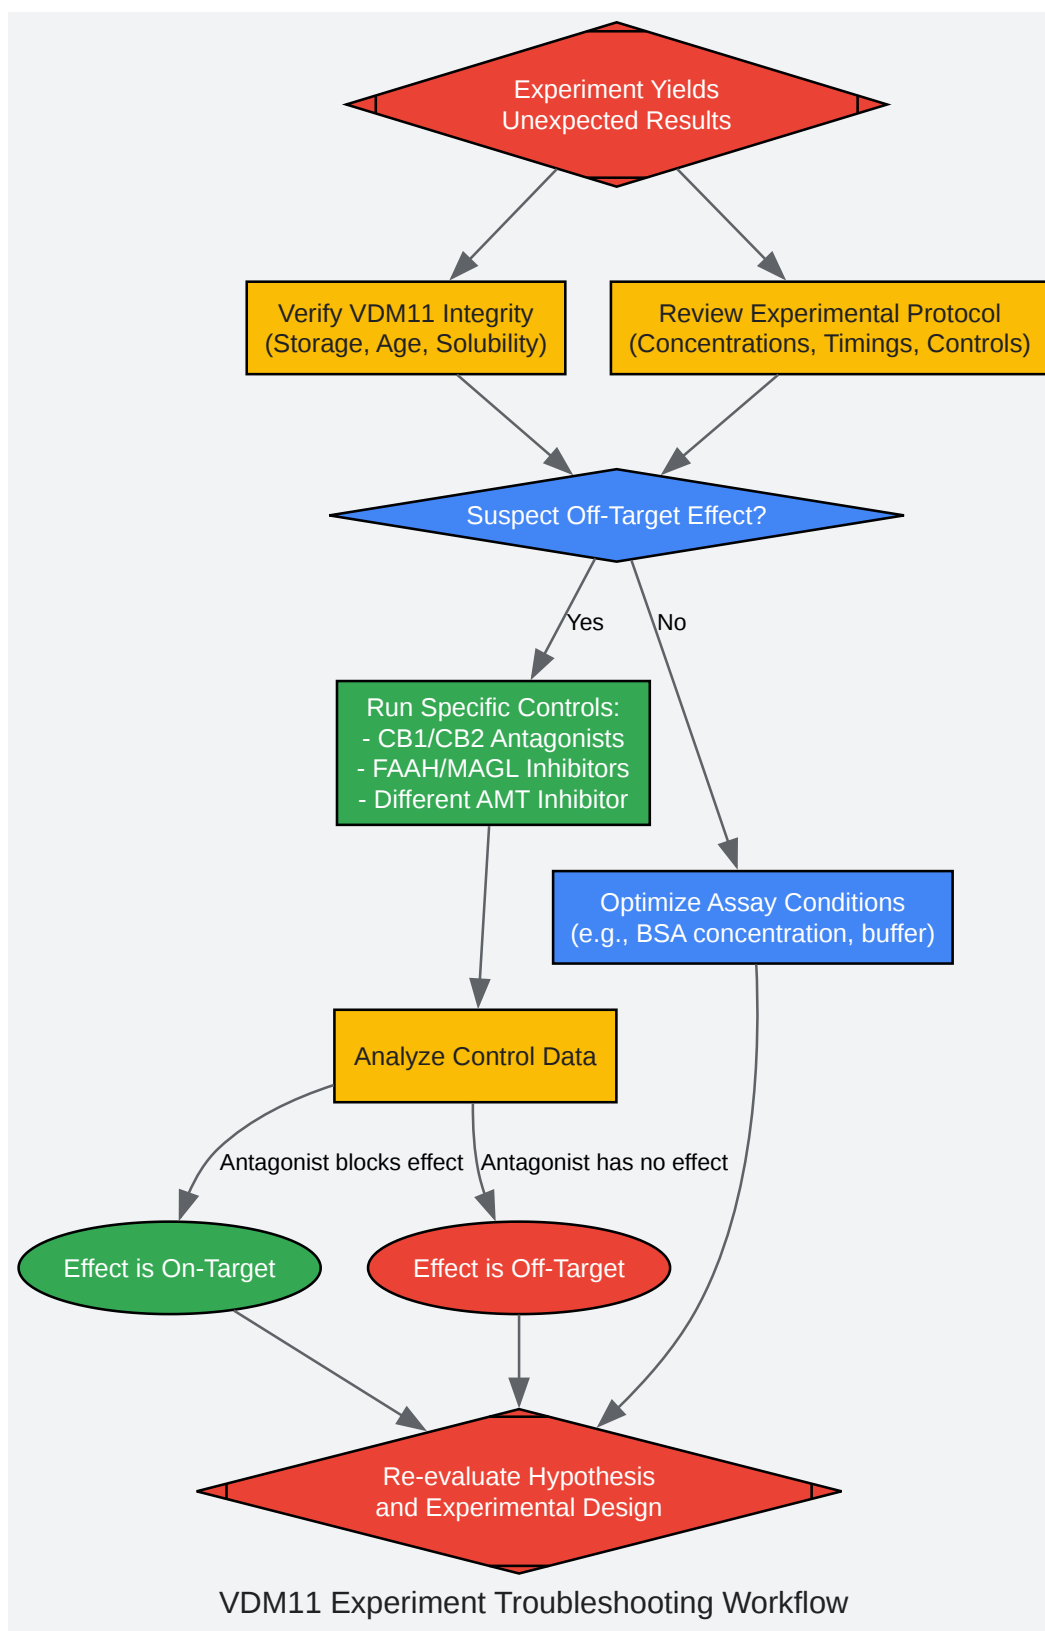 Experiment Yields
Unexpected Results
Verify VDM11 Integrity
(Storage, Age, Solubility)
Review Experimental Protocol
(Concentrations, Timings, Controls)
Suspect Off-Target Effect?
Yes
No
Run Specific Controls:
- CB1/CB2 Antagonists
- FAAH/MAGL Inhibitors
- Different AMT Inhibitor
Optimize Assay Conditions
(e.g., BSA concentration, buffer)
Analyze Control Data
Antagonist blocks effect
Antagonist has no effect
Effect is On-Target
Effect is Off-Target
Re-evaluate Hypothesis
and Experimental Design
VDM11 Experiment Troubleshooting Workflow